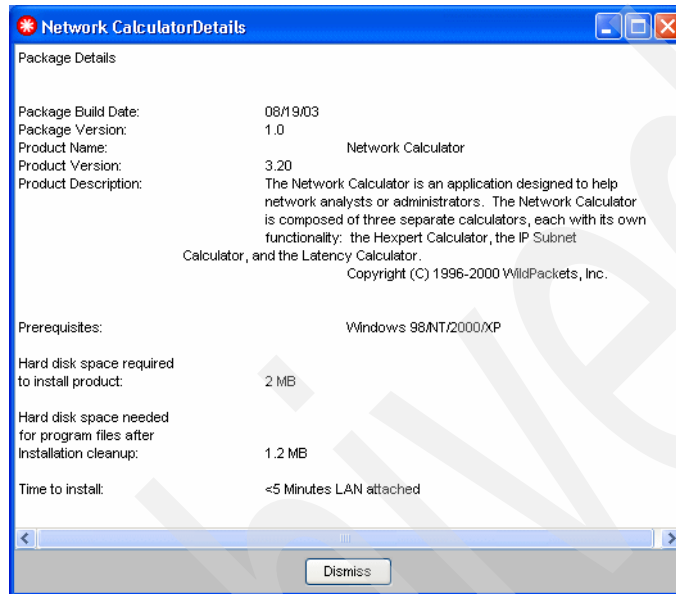 Network CalculatorDetails
Package Details
Package Build Date: 08/19/03
Package Version: 1.0
Product Name: Network Calculator
Product Version: 3.20
Product Description: The Network Calculator is an application designed to help
network analysts or administrators. The Network Calculator
is composed of three separate calculators, each with its own
functionality: the Hexpert Calculator, the IP Subnet
Calculator, and the Latency Calculator.
Copyright (C) 1996-2000 WildPackets, Inc.
Prerequisites: Windows 98/NT/2000/XP
Hard disk space required
to install product: 2 MB
Hard disk space needed
for program files after
Installation cleanup: 1.2 MB
Time to install: <5 Minutes LAN attached
Dismiss